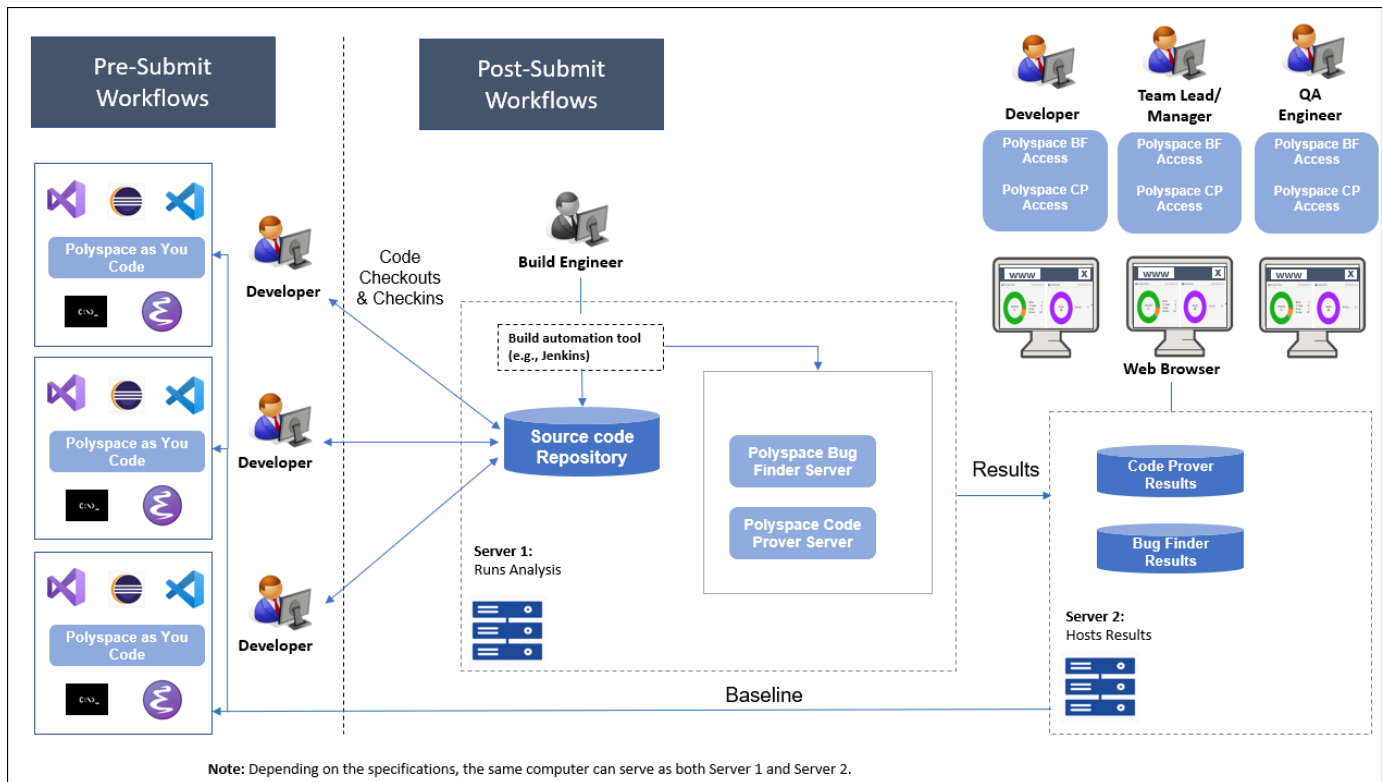 Pre-Submit
Workflows
Post-Submit
Workflows
Developer
Team Lead/
Manager
QA
Engineer
Polyspace BF
Access
Polyspace CP
Access
Polyspace BF
Access
Polyspace CP
Access
Polyspace BF
Access
Polyspace CP
Access
www
X
www
X
www
X
Web Browser
Polyspace as You
Code
C:\>_
Developer
Polyspace as You
Code
C:\>_
Developer
Polyspace as You
Code
C:\>_
Developer
Code
Checkouts
& Checkins
Build Engineer
Build automation tool
(e.g., Jenkins)
Source code
Repository
Polyspace Bug
Finder Server
Polyspace Code
Prover Server
Server 1:
Runs Analysis
Results
Code Prover
Results
Bug Finder
Results
Server 2:
Hosts Results
Baseline
Note: Depending on the specifications, the same computer can serve as both Server 1 and Server 2.